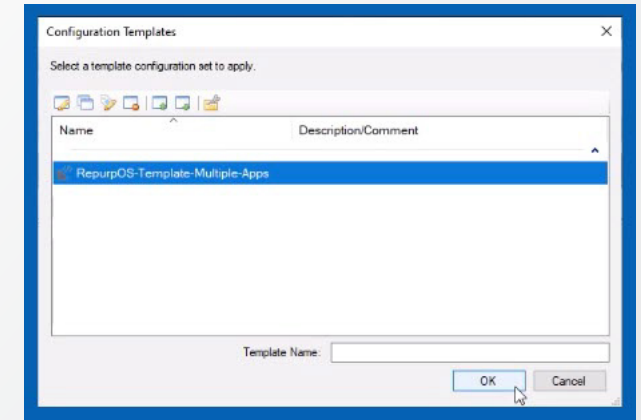 Configuration Templates
Select a template configuration set to apply.
Name Description/Comment
RepurpOS-Template-Multiple-Apps
Template Name:
OK Cancel